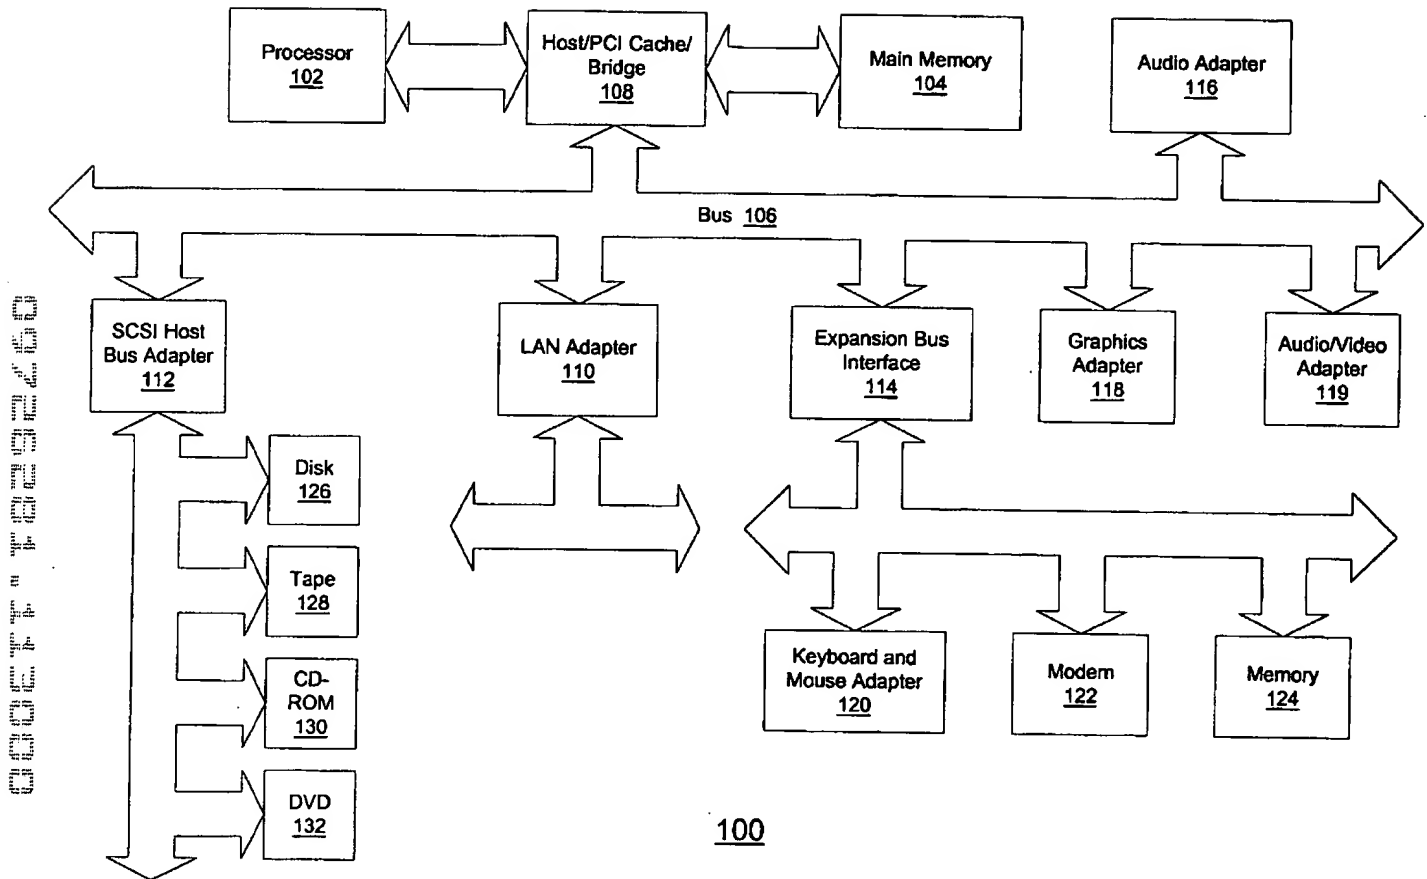 Processor
102
Host/PCI Cache/
Bridge
108
Main Memory
104
Audio Adapter
116
Bus 106
SCSI Host
Bus Adapter
112
LAN Adapter
110
Expansion Bus
Interface
114
Graphics
Adapter
118
Audio/Video
Adapter
119
Disk
126
Tape
128
CD-
ROM
130
DVD
132
Keyboard and
Mouse Adapter
120
Modem
122
Memory
124
100
09725281.113000